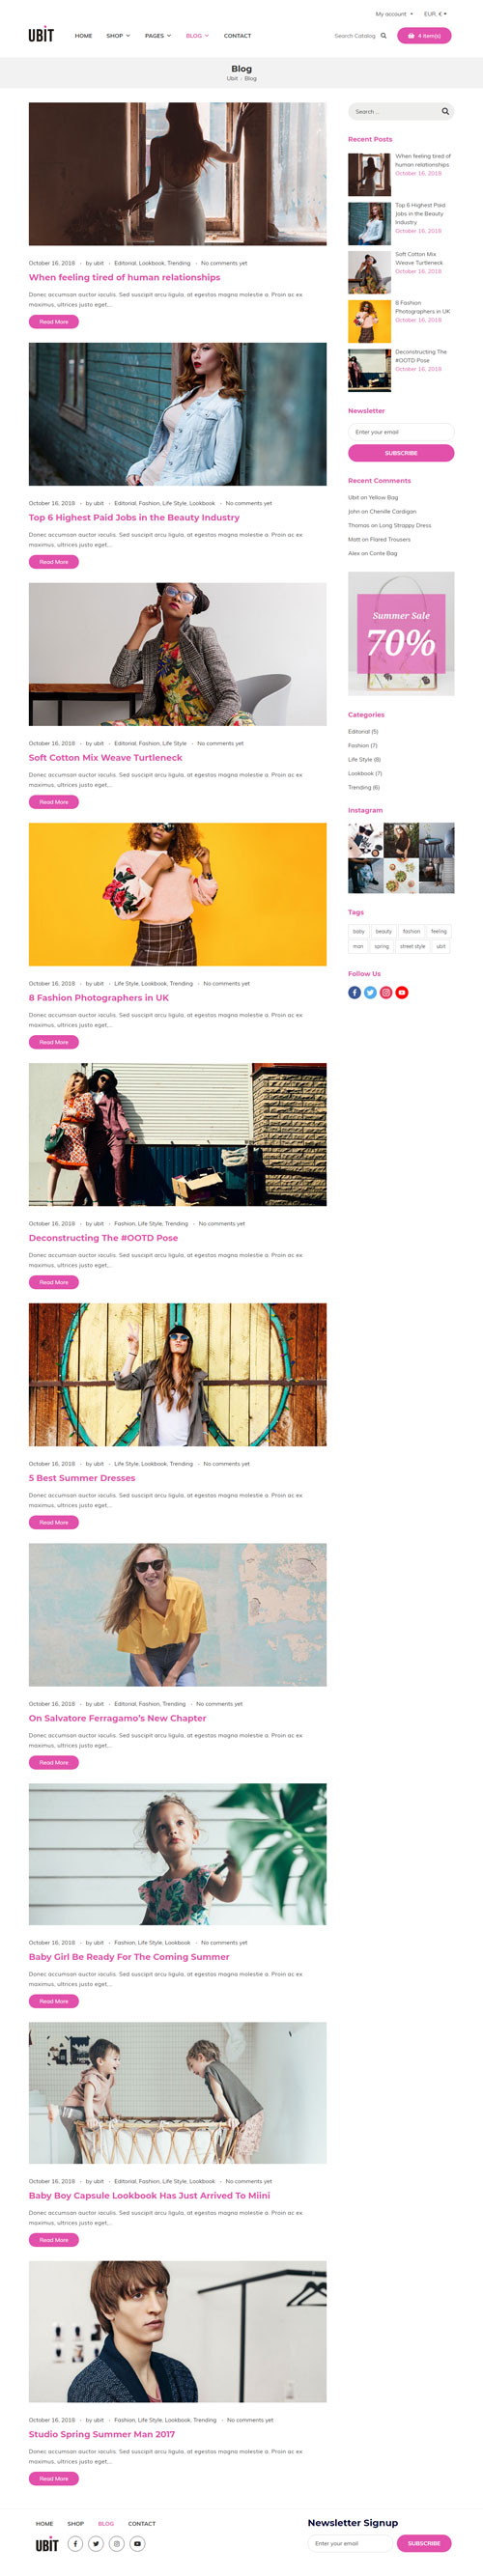 My account
EUR, €
UBIT
HOME
SHOP
PAGES
BLOG
CONTACT
Search Catalog
4 item(s)
Blog
Ubit / Blog
October 16, 2018 - by ubit - Editorial, Lookbook, Trending - No comments yet
When feeling tired of human relationships
Donec accumsan auctor iaculis. Sed suscipit arcu ligula, at egestas magna molestie a. Proin ac ex
maximus, ultrices justo eget,...
Read More
October 16, 2018 - by ubit - Editorial, Fashion, Life Style, Lookbook - No comments yet
Top 6 Highest Paid Jobs in the Beauty Industry
Donec accumsan auctor iaculis. Sed suscipit arcu ligula, at egestas magna molestie a. Proin ac ex
maximus, ultrices justo eget,...
Read More
October 16, 2018 - by ubit - Editorial, Fashion, Life Style - No comments yet
Soft Cotton Mix Weave Turtleneck
Donec accumsan auctor iaculis. Sed suscipit arcu ligula, at egestas magna molestie a. Proin ac ex
maximus, ultrices justo eget,...
Read More
October 16, 2018 - by ubit - Life Style, Lookbook, Trending - No comments yet
8 Fashion Photographers in UK
Donec accumsan auctor iaculis. Sed suscipit arcu ligula, at egestas magna molestie a. Proin ac ex
maximus, ultrices justo eget,...
Read More
October 16, 2018 - by ubit - Fashion, Life Style, Trending - No comments yet
Deconstructing The #OOTD Pose
Donec accumsan auctor iaculis. Sed suscipit arcu ligula, at egestas magna molestie a. Proin ac ex
maximus, ultrices justo eget,...
Read More
October 16, 2018 - by ubit - Life Style, Lookbook, Trending - No comments yet
5 Best Summer Dresses
Donec accumsan auctor iaculis. Sed suscipit arcu ligula, at egestas magna molestie a. Proin ac ex
maximus, ultrices justo eget,...
Read More
October 16, 2018 - by ubit - Editorial, Fashion, Trending - No comments yet
On Salvatore Ferragamo's New Chapter
Donec accumsan auctor iaculis. Sed suscipit arcu ligula, at egestas magna molestie a. Proin ac ex
maximus, ultrices justo eget,...
Read More
October 16, 2018 - by ubit - Fashion, Life Style, Lookbook - No comments yet
Baby Girl Be Ready For The Coming Summer
Donec accumsan auctor iaculis. Sed suscipit arcu ligula, at egestas magna molestie a. Proin ac ex
maximus, ultrices justo eget,...
Read More
October 16, 2018 - by ubit - Editorial, Fashion, Life Style, Lookbook - No comments yet
Baby Boy Capsule Lookbook Has Just Arrived To Miini
Donec accumsan auctor iaculis. Sed suscipit arcu ligula, at egestas magna molestie a. Proin ac ex
maximus, ultrices justo eget,...
Read More
October 16, 2018 - by ubit - Fashion, Life Style, Lookbook, Trending - No comments yet
Studio Spring Summer Man 2017
Donec accumsan auctor iaculis. Sed suscipit arcu ligula, at egestas magna molestie a. Proin ac ex
maximus, ultrices justo eget,...
Read More
Search ...
Recent Posts
When feeling tired of
human relationships
October 16, 2018
Top 6 Highest Paid
Jobs in the Beauty
Industry
October 16, 2018
Soft Cotton Mix
Weave Turtleneck
October 16, 2018
8 Fashion
Photographers in UK
October 16, 2018
Deconstructing The
#OOTD Pose
October 16, 2018
Newsletter
Enter your email
SUBSCRIBE
Recent Comments
Ubit on Yellow Bag
John on Chenille Cardigan
Thomas on Long Strappy Dress
Matt on Flared Trousers
Alex on Conte Bag
Summer Sale
70%
Categories
Editorial (5)
Fashion (7)
Life Style (8)
Lookbook (7)
Trending (6)
Instagram
Tags
baby
beauty
fashion
feeling
man
spring
street style
ubit
Follow Us
HOME
SHOP
BLOG
CONTACT
UBIT
Newsletter Signup
Enter your email
SUBSCRIBE